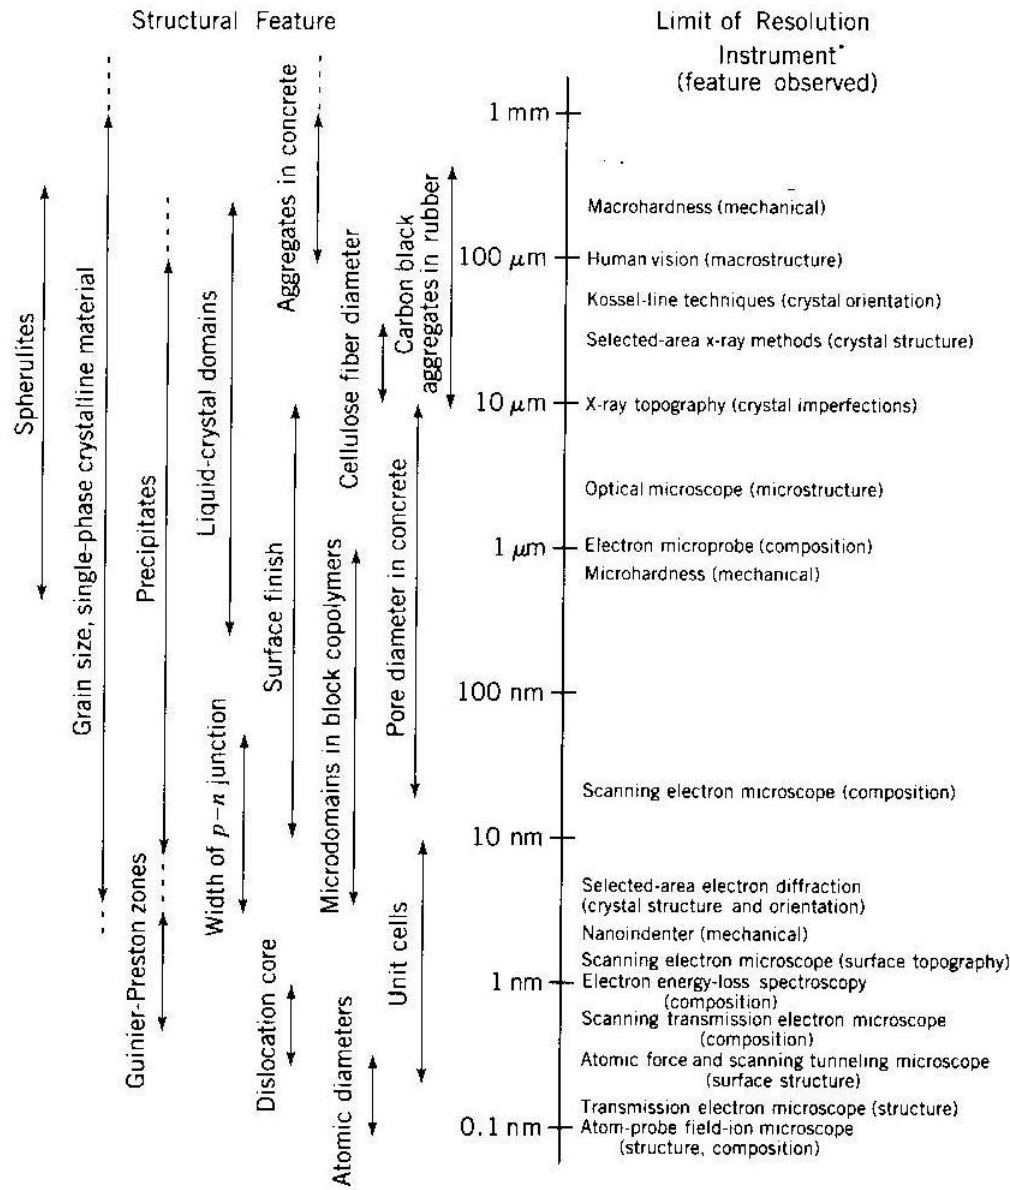 Structural Feature
Limit of Resolution
Instrument*
(feature observed)
Spherulites
Grain size, single-phase crystalline material
Precipitates
Guinier-Preston zones
Liquid-crystal domains
Width of p–n junction
Surface finish
Dislocation core
Aggregates in concrete
Microdomains in block copolymers
Cellulose fiber diameter
Atomic diameters
Carbon black
aggregates in rubber
Pore diameter in concrete
Unit cells
1 mm
Macrohardness (mechanical)
100 μm
Human vision (macrostructure)
Kossel-line techniques (crystal orientation)
Selected-area x-ray methods (crystal structure)
10 μm
X-ray topography (crystal imperfections)
Optical microscope (microstructure)
1 μm
Electron microprobe (composition)
Microhardness (mechanical)
100 nm
Scanning electron microscope (composition)
10 nm
Selected-area electron diffraction
(crystal structure and orientation)
Nanoindenter (mechanical)
Scanning electron microscope (surface topography)
1 nm
Electron energy-loss spectroscopy
(composition)
Scanning transmission electron microscope
(composition)
Atomic force and scanning tunneling microscope
(surface structure)
Transmission electron microscope (structure)
0.1 nm
Atom-probe field-ion microscope
(structure, composition)